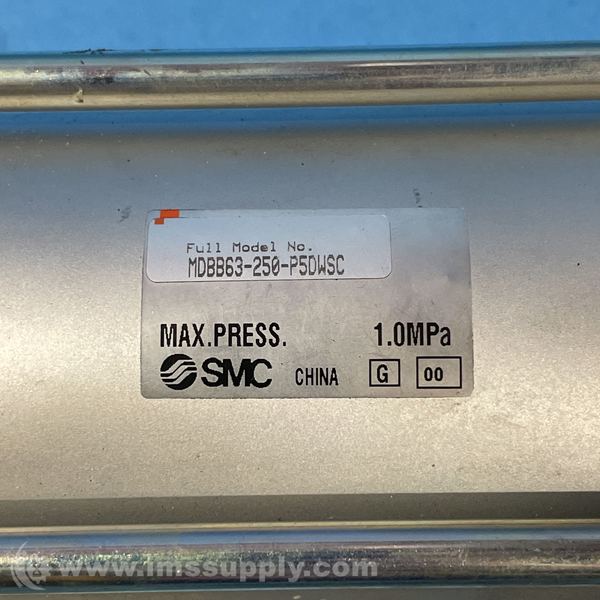 Full Model No.
MDBB63-250-P5DWSC
MAX.PRESS. 1.0MPa
SMC CHINA G 00
www.imssupply.com